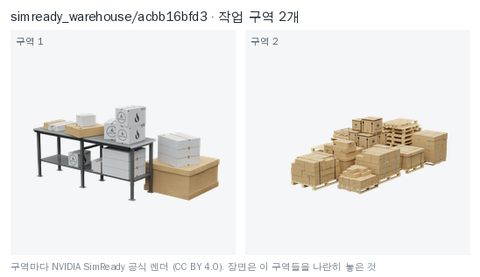 simready_warehouse/acbb16bfd3 · 작업 구역 2개
구역 1
구역 2
구역마다 NVIDIA SimReady 공식 렌더 (CC BY 4.0). 장면은 이 구역들을 나란히 놓은 것